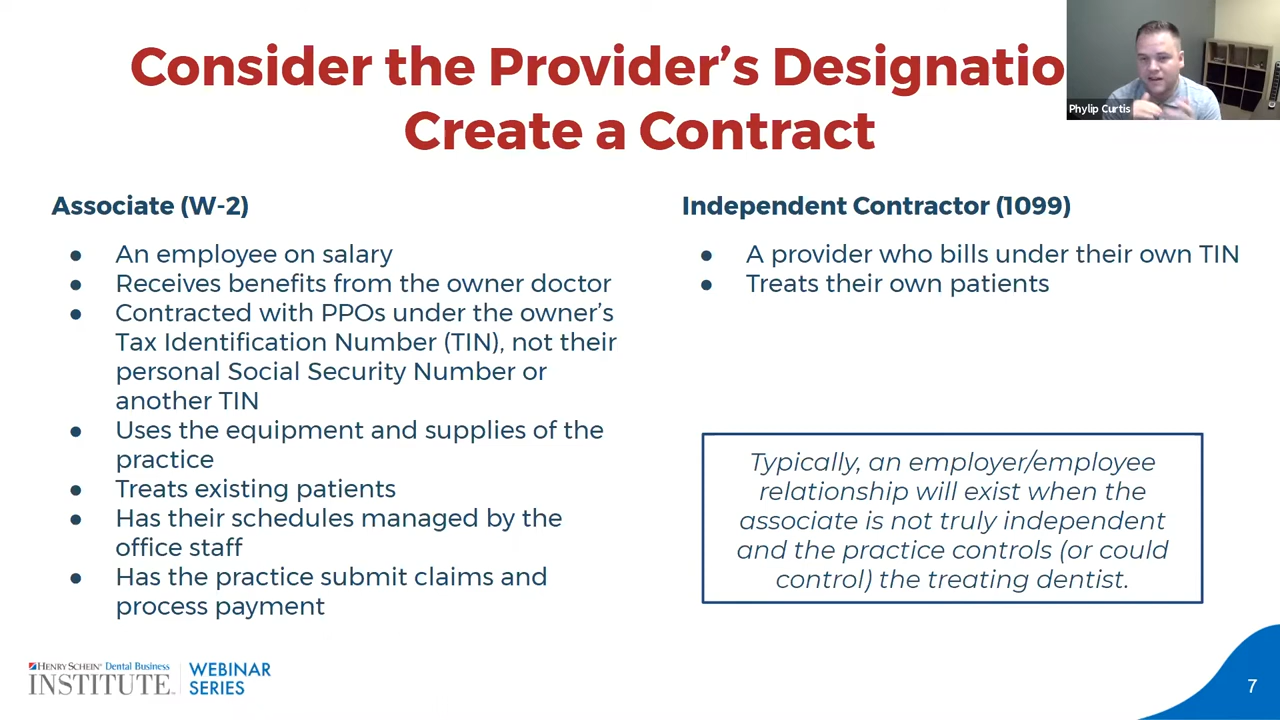 Consider the Provider's Designatio
Create a Contract
Phylip Curtis
Associate (W-2)
● An employee on salary
● Receives benefits from the owner doctor
● Contracted with PPOs under the owner's
Tax Identification Number (TIN), not their
personal Social Security Number or
another TIN
● Uses the equipment and supplies of the
practice
● Treats existing patients
● Has their schedules managed by the
office staff
● Has the practice submit claims and
process payment
Independent Contractor (1099)
● A provider who bills under their own TIN
● Treats their own patients
Typically, an employer/employee
relationship will exist when the
associate is not truly independent
and the practice controls (or could
control) the treating dentist.
HENRY SCHEIN® Dental Business
INSTITUTE™
WEBINAR
SERIES
7